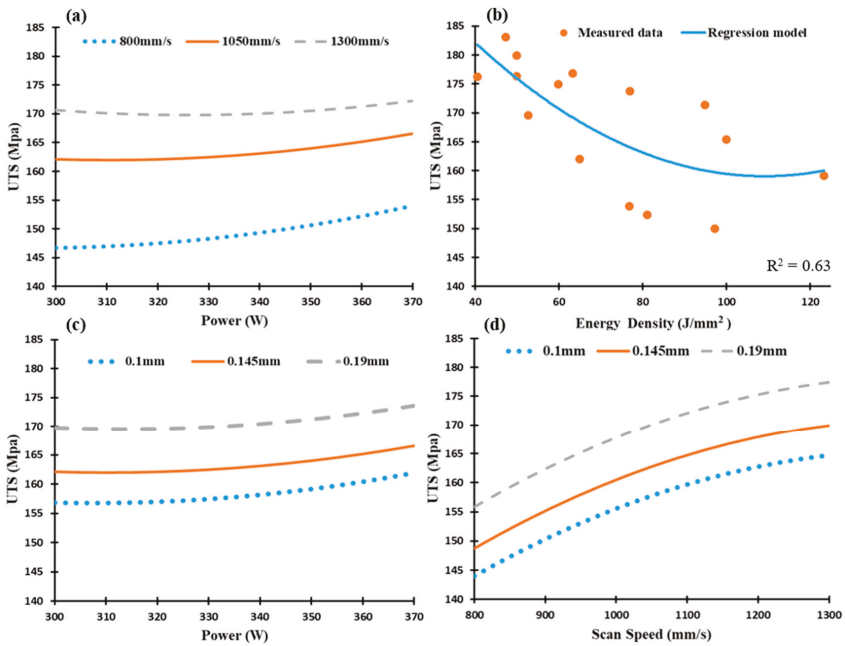 (a)
800mm/s 1050mm/s 1300mm/s
185
180
175
170
165
160
155
150
145
140
UTS (Mpa)
300 310 320 330 340 350 360 370
Power (W)
(b)
Measured data Regression model
185
180
175
170
165
160
155
150
145
140
UTS (Mpa)
R² = 0.63
40 60 80 100 120
Energy Density (J/mm²)
(c)
0.1mm 0.145mm 0.19mm
185
180
175
170
165
160
155
150
145
140
UTS (Mpa)
300 310 320 330 340 350 360 370
Power (W)
(d)
0.1mm 0.145mm 0.19mm
185
180
175
170
165
160
155
150
145
140
UTS (Mpa)
800 900 1000 1100 1200 1300
Scan Speed (mm/s)